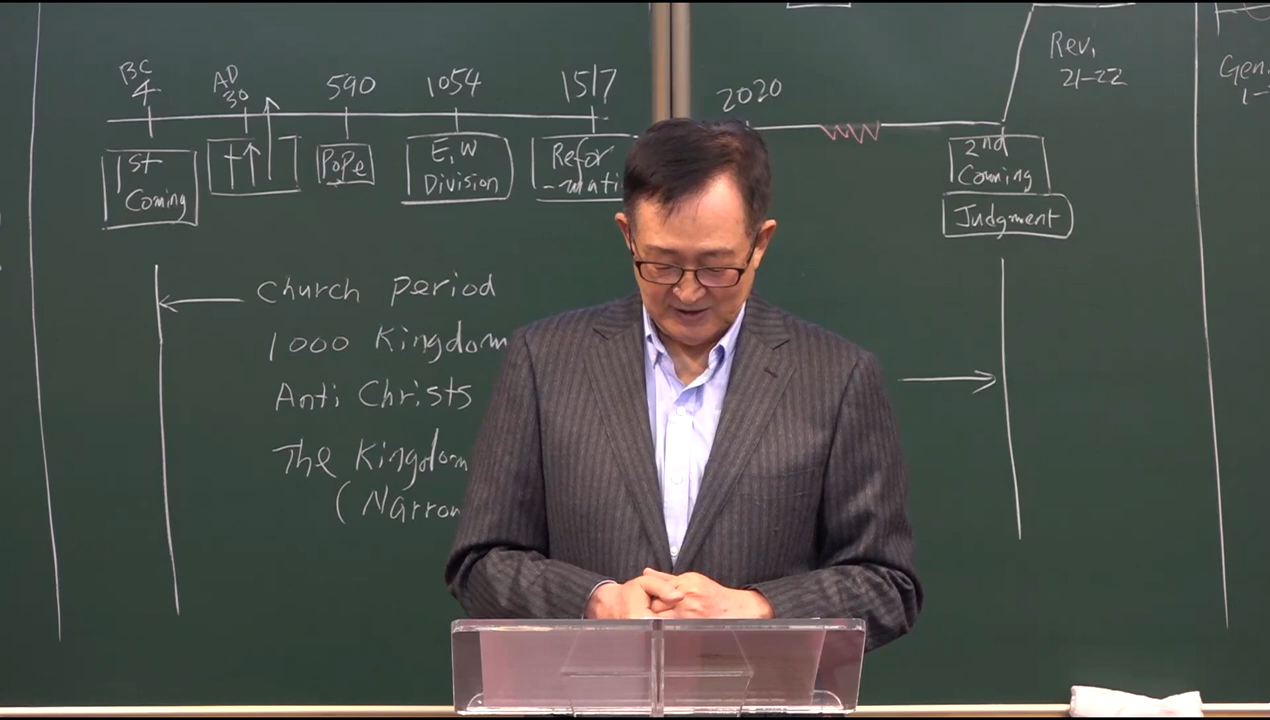 BC
4
AD
30
590
1054
1517
2020
1st
Coming
Pope
E, W
Division
Refor
-mati
2nd
Coming
Judgment
Rev.
21-22
Gen.
Church period
1000 Kingdom
Anti Christs
The Kingdom
(Narrow